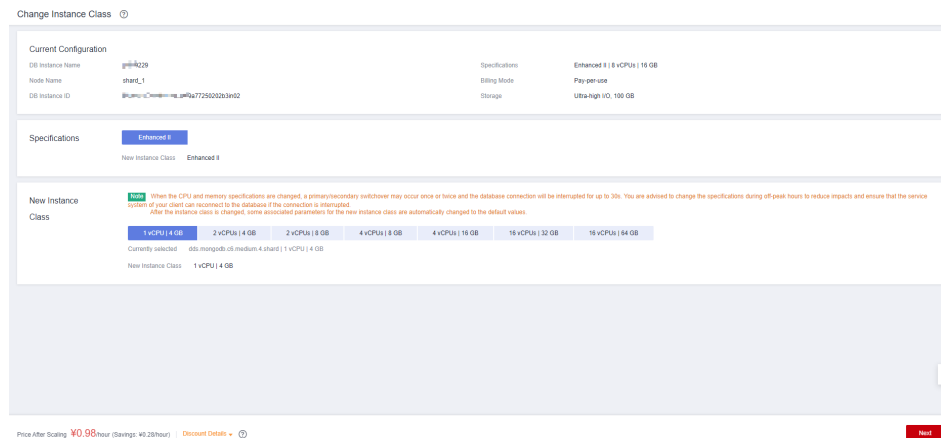 Change Instance Class ?
Current Configuration
DB Instance Name 9229
Specifications Enhanced II | 8 vCPUs | 16 GB
Node Name shard_1
Billing Mode Pay-per-use
DB Instance ID 9a77250202b3in02
Storage Ultra-high I/O, 100 GB
Specifications
Enhanced II
New Instance Class Enhanced II
New Instance Class
Note When the CPU and memory specifications are changed, a primary/secondary switchover may occur once or twice and the database connection will be interrupted for up to 30s. You are advised to change the specifications during off-peak hours to reduce impacts and ensure that the service
system of your client can reconnect to the database if the connection is interrupted.
After the instance class is changed, some associated parameters for the new instance class are automatically changed to the default values.
1 vCPU | 4 GB 2 vCPUs | 4 GB 2 vCPUs | 8 GB 4 vCPUs | 8 GB 4 vCPUs | 16 GB 16 vCPUs | 32 GB 16 vCPUs | 64 GB
Currently selected dds.mongodb.c6.medium.4.shard | 1 vCPU | 4 GB
New Instance Class 1 vCPU | 4 GB
Price After Scaling ¥0.98/hour (Savings: ¥0.28/hour) | Discount Details ?
Next